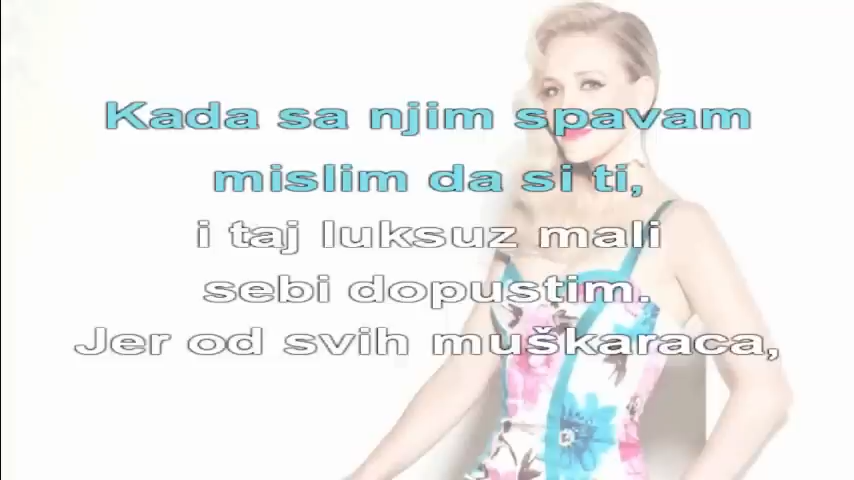 Kada sa njim spavam
mislim da si ti,
i taj luksuz mali
sebi dopustim.
Jer od svih muškaraca,